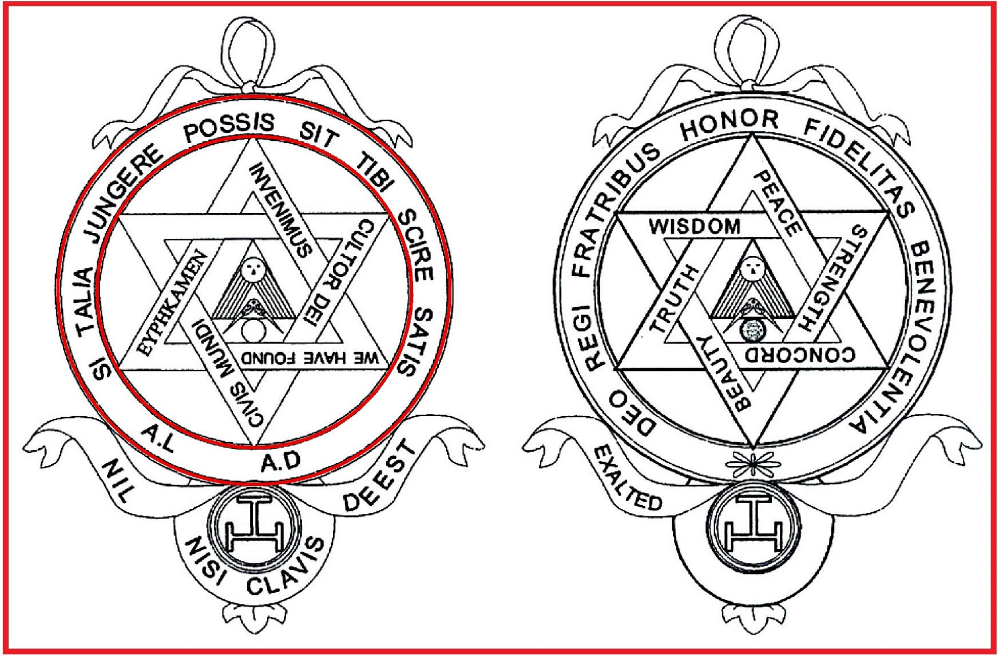 SI TALIA JUNGERE POSSIS SIT TIBI SCIRE SATIS
A.L A.D
INVENIMUS
CULTOR DEI
WE HAVE FOUND
CIVIS MUNDI
EYPHKAMEN
NIL NISI CLAVIS DEEST
DEO REGI FRATRIBUS HONOR FIDELITAS BENEVOLENTIA
WISDOM
PEACE
STRENGTH
CONCORD
BEAUTY
TRUTH
EXALTED